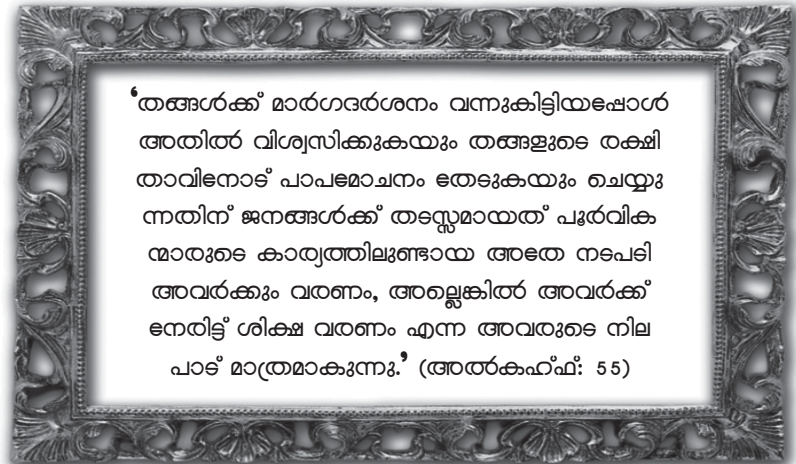 ‘തങ്ങൾക്ക് മാർഗദർശനം വന്നുകിട്ടിയപ്പോൾ
അതിൽ വിശ്വസിക്കുകയും തങ്ങളുടെ രക്ഷി
താവിനോട് പാപമോചനം തേടുകയും ചെയ്യു
ന്നതിന് ജനങ്ങൾക്ക് തടസ്സമായത് പൂർവിക
ന്മാരുടെ കാര്യത്തിലുണ്ടായ അതേ നടപടി
അവർക്കും വരണം, അല്ലെങ്കിൽ അവർക്ക്
നേരിട്ട് ശിക്ഷ വരണം എന്ന അവരുടെ നില
പാട് മാത്രമാകുന്നു.’ (അൽകഹ്ഫ്: 55)